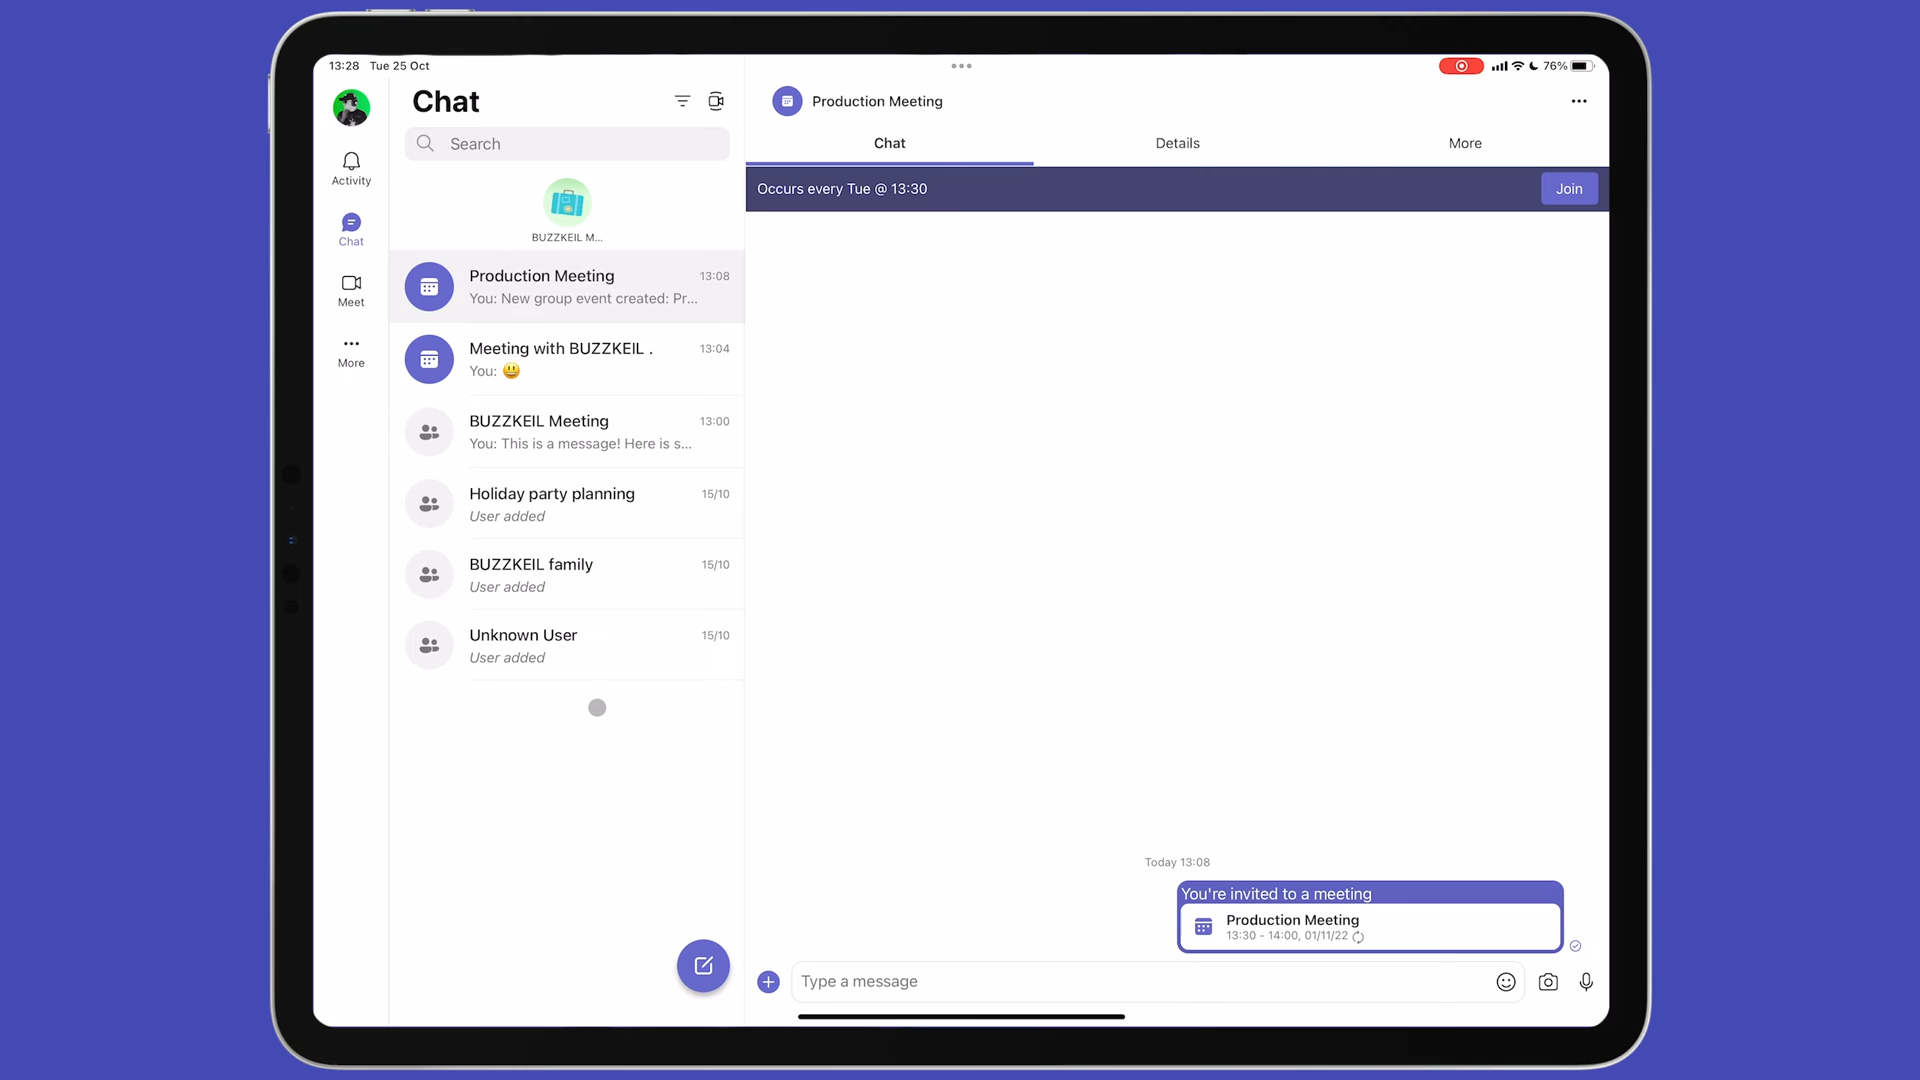 13:28 Tue 25 Oct
76%
Activity
Chat
Meet
More
Chat
Search
BUZZKEIL M...
Production Meeting 13:08
You: New group event created: Pr...
Meeting with BUZZKEIL . 13:04
You: 😃
BUZZKEIL Meeting 13:00
You: This is a message! Here is s...
Holiday party planning 15/10
User added
BUZZKEIL family 15/10
User added
Unknown User 15/10
User added
Production Meeting
Chat Details More
Occurs every Tue @ 13:30 Join
Today 13:08
You're invited to a meeting
Production Meeting
13:30 - 14:00, 01/11/22
Type a message